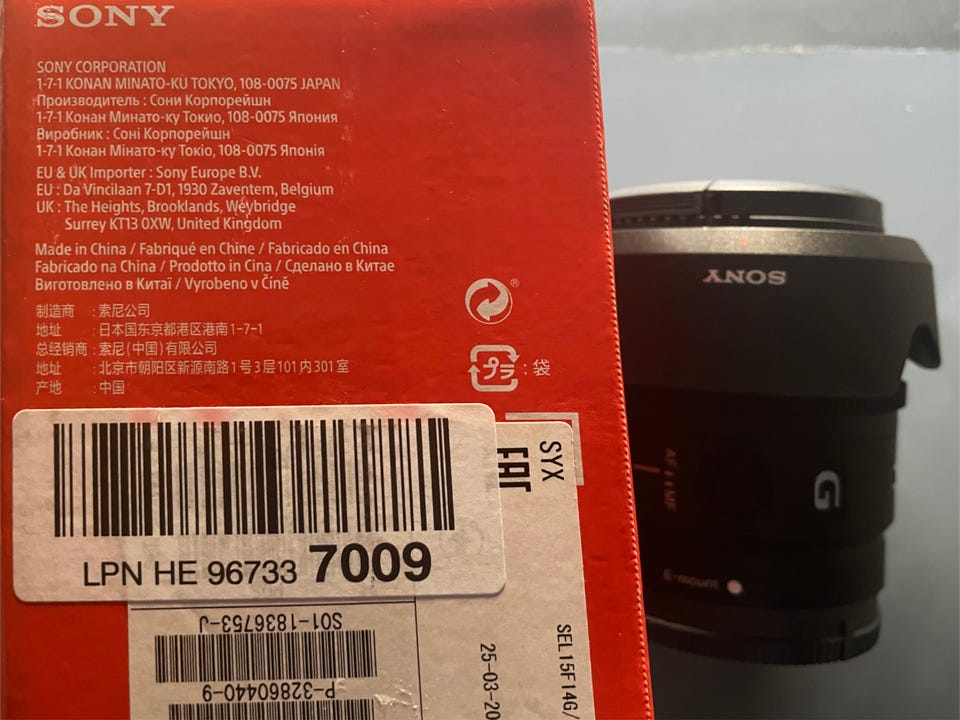 SONY
SONY CORPORATION
1-7-1 KONAN MINATO-KU TOKYO, 108-0075 JAPAN
Производитель : Сони Корпорейшн
1-7-1 Конан Минато-ку Токио, 108-0075 Япония
Виробник : Соні Корпорейшн
1-7-1 Конан Мінато-ку Токіо, 108-0075 Японія
EU & UK Importer : Sony Europe B.V.
EU : Da Vincilaan 7-D1, 1930 Zaventem, Belgium
UK : The Heights, Brooklands, Weybridge
Surrey KT13 0XW, United Kingdom
Made in China / Fabriqué en Chine / Fabricado en China
Fabricado na China / Prodotto in Cina / Сделано в Китае
Виготовлено в Китаї / Vyrobeno v Číně
制造商 : 索尼公司
地址 : 日本国东京都港区港南1-7-1
总经销商 : 索尼(中国)有限公司
地址 : 北京市朝阳区新源南路1号3层101内301室
产地 : 中国
®
プラ : 袋
LPN HE 96733 7009
SYX
EAC
SEL15F14G/
25-03-20
S01-1836753-J
P-32860440-9
SONY
AF MF
G
E-mount